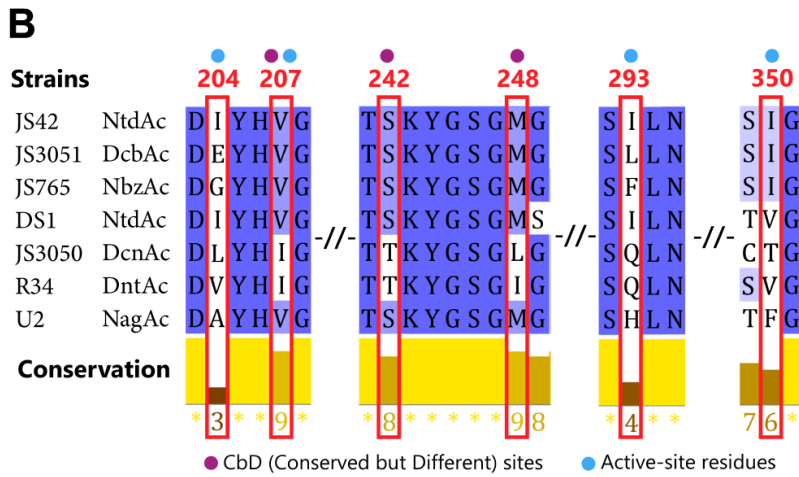 B
Strains 204 207 242 248 293 350
JS42 NtdAc D I Y H V G T S K Y G S G M G S I L N S I G
JS3051 DcbAc D E Y H V G T S K Y G S G M G S L L N S I G
JS765 NbzAc D G Y H V G T S K Y G S G M G S F L N S I G
DS1 NtdAc D I Y H V G T S K Y G S G M S S I L N T V G
-//- -//- -//-
JS3050 DcnAc D L Y H I G T T K Y G S G L G S Q L N C T G
R34 DntAc D V Y H I G T T K Y G S G I G S Q L N S V G
U2 NagAc D A Y H V G T S K Y G S G M G S H L N T F G
Conservation
* 3 * * 9 * * 8 * * * * * 9 8 * 4 * * 7 6 *
CbD (Conserved but Different) sites Active-site residues